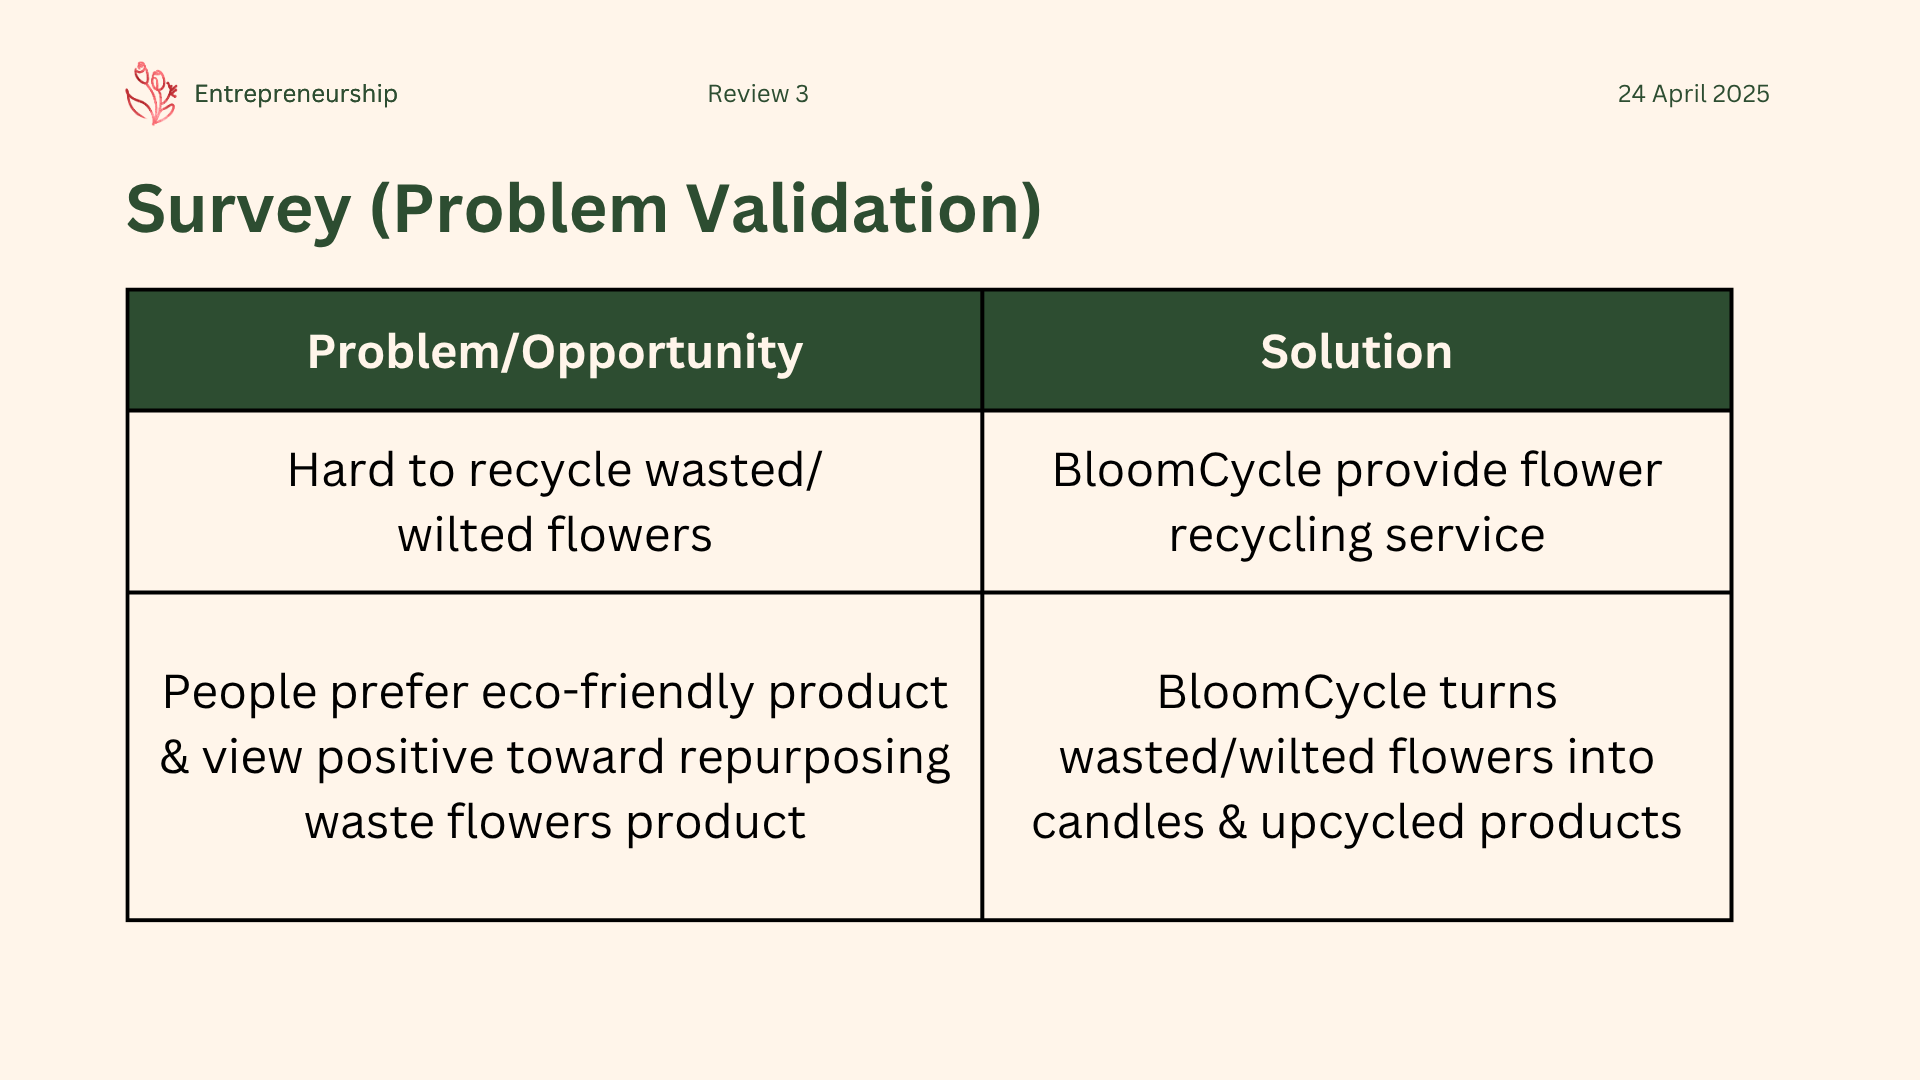 Entrepreneurship
Review 3
24 April 2025
Survey (Problem Validation)
Problem/Opportunity
Solution
Hard to recycle wasted/
wilted flowers
BloomCycle provide flower
recycling service
People prefer eco-friendly product
& view positive toward repurposing
waste flowers product
BloomCycle turns
wasted/wilted flowers into
candles & upcycled products